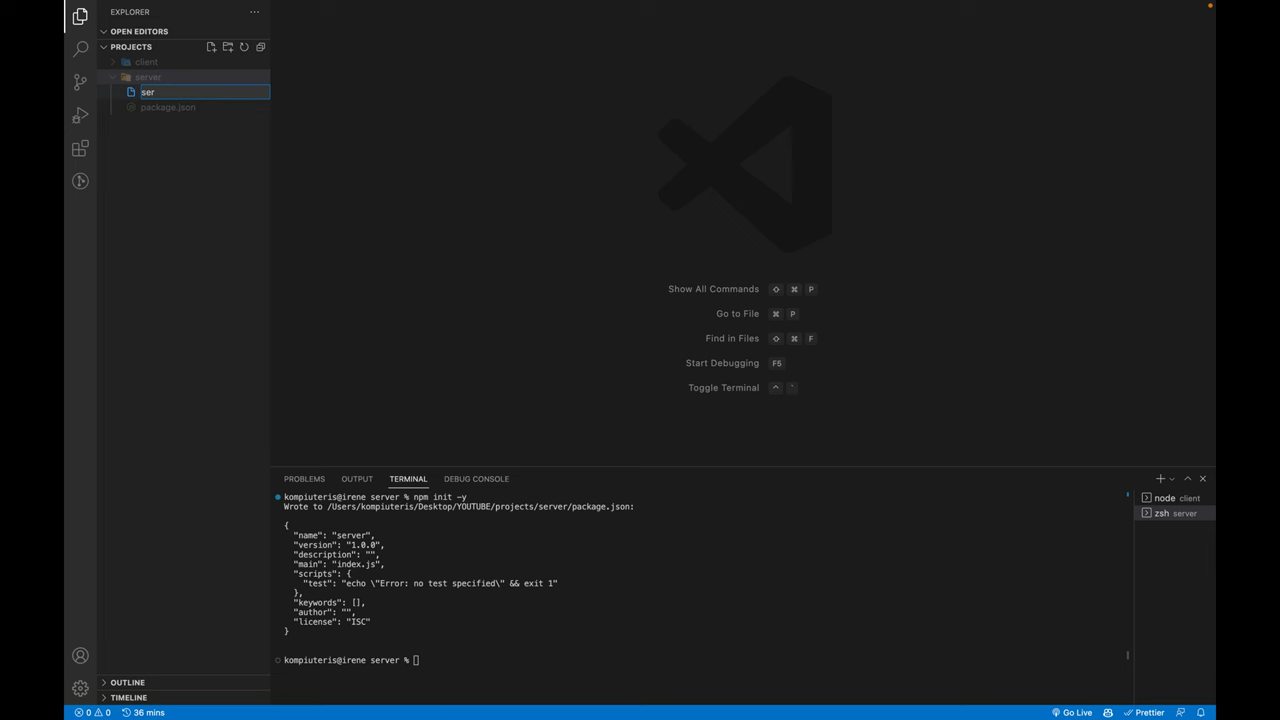 EXPLORER
OPEN EDITORS
PROJECTS
client
server
ser
package.json
Show All Commands ⇧ ⌘ P
Go to File ⌘ P
Find in Files ⇧ ⌘ F
Start Debugging F5
Toggle Terminal ^ `
PROBLEMS OUTPUT TERMINAL DEBUG CONSOLE
kompiuteris@irene server % npm init -y
Wrote to /Users/kompiuteris/Desktop/YOUTUBE/projects/server/package.json:
{
"name": "server",
"version": "1.0.0",
"description": "",
"main": "index.js",
"scripts": {
"test": "echo \"Error: no test specified\" && exit 1"
},
"keywords": [],
"author": "",
"license": "ISC"
}
kompiuteris@irene server %
node client
zsh server
OUTLINE
TIMELINE
0 0 36 mins
Go Live Prettier